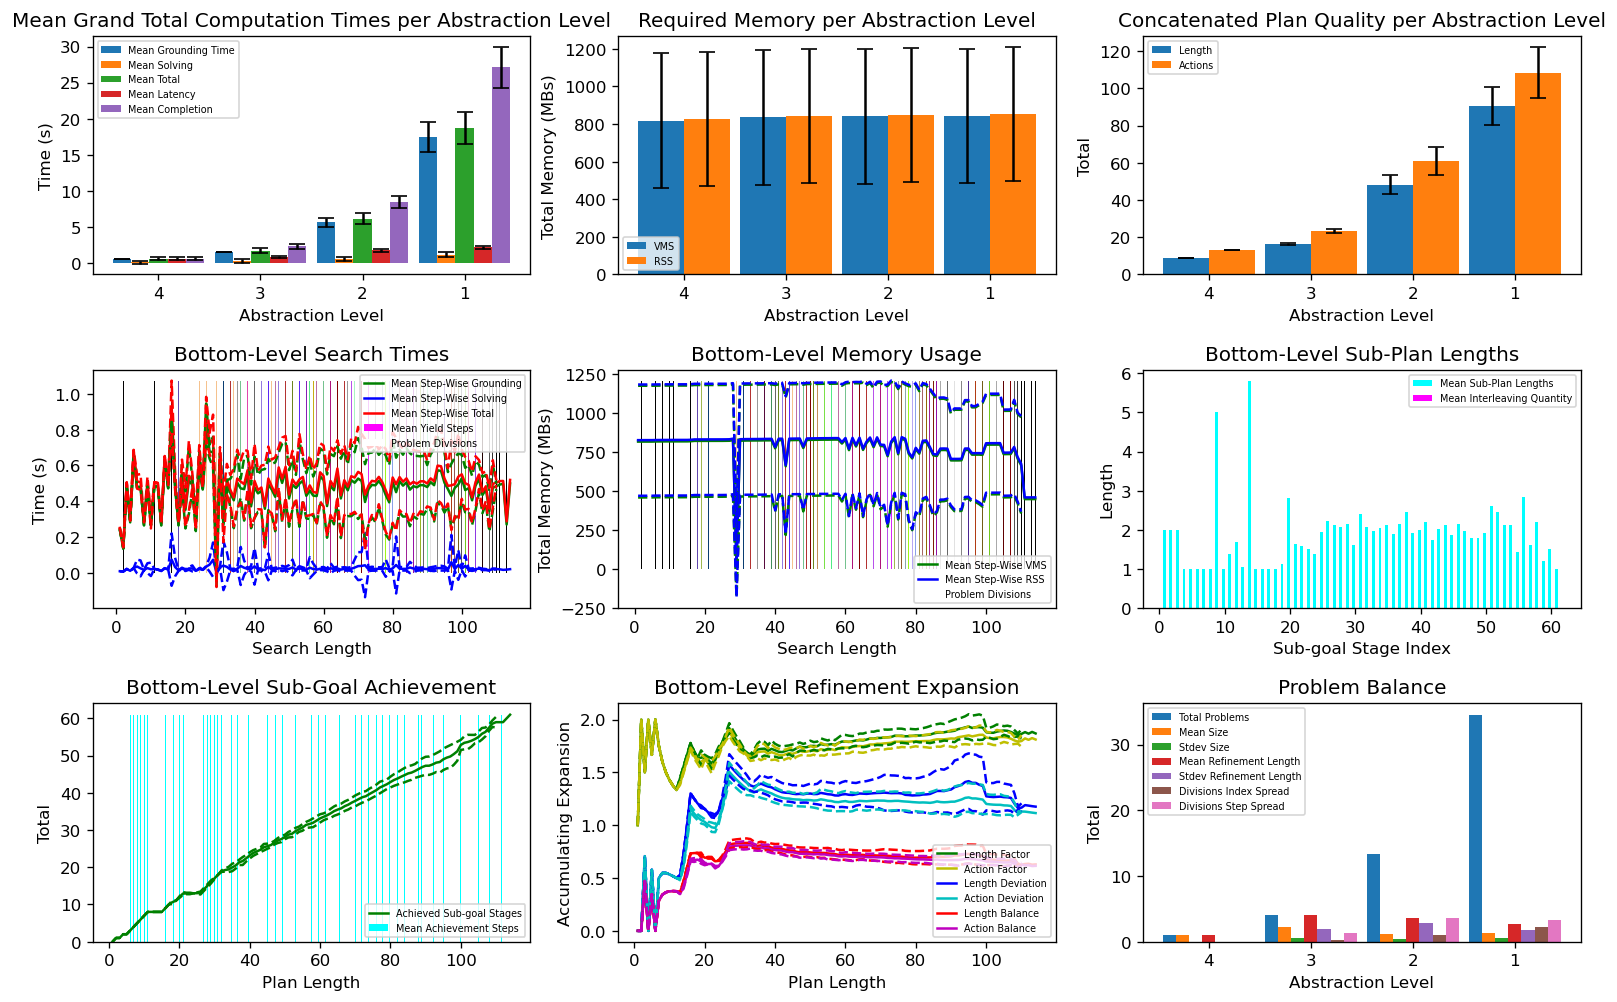 Mean Grand Total Computation Times per Abstraction Level
30
25
20
15
10
5
0
Time (s)
Mean Grounding Time
Mean Solving
Mean Total
Mean Latency
Mean Completion
4 3 2 1
Abstraction Level
Required Memory per Abstraction Level
1200
1000
800
600
400
200
0
Total Memory (MBs)
VMS
RSS
4 3 2 1
Abstraction Level
Concatenated Plan Quality per Abstraction Level
120
100
80
60
40
20
0
Total
Length
Actions
4 3 2 1
Abstraction Level
Bottom-Level Search Times
1.0
0.8
0.6
0.4
0.2
0.0
Time (s)
Mean Step-Wise Grounding
Mean Step-Wise Solving
Mean Step-Wise Total
Mean Yield Steps
Problem Divisions
0 20 40 60 80 100
Search Length
Bottom-Level Memory Usage
1250
1000
750
500
250
0
−250
Total Memory (MBs)
Mean Step-Wise VMS
Mean Step-Wise RSS
Problem Divisions
0 20 40 60 80 100
Search Length
Bottom-Level Sub-Plan Lengths
6
5
4
3
2
1
0
Length
Mean Sub-Plan Lengths
Mean Interleaving Quantity
0 10 20 30 40 50 60
Sub-goal Stage Index
Bottom-Level Sub-Goal Achievement
60
50
40
30
20
10
0
Total
Achieved Sub-goal Stages
Mean Achievement Steps
0 20 40 60 80 100
Plan Length
Bottom-Level Refinement Expansion
2.0
1.5
1.0
0.5
0.0
Accumulating Expansion
Length Factor
Action Factor
Length Deviation
Action Deviation
Length Balance
Action Balance
0 20 40 60 80 100
Plan Length
Problem Balance
30
20
10
0
Total
Total Problems
Mean Size
Stdev Size
Mean Refinement Length
Stdev Refinement Length
Divisions Index Spread
Divisions Step Spread
4 3 2 1
Abstraction Level